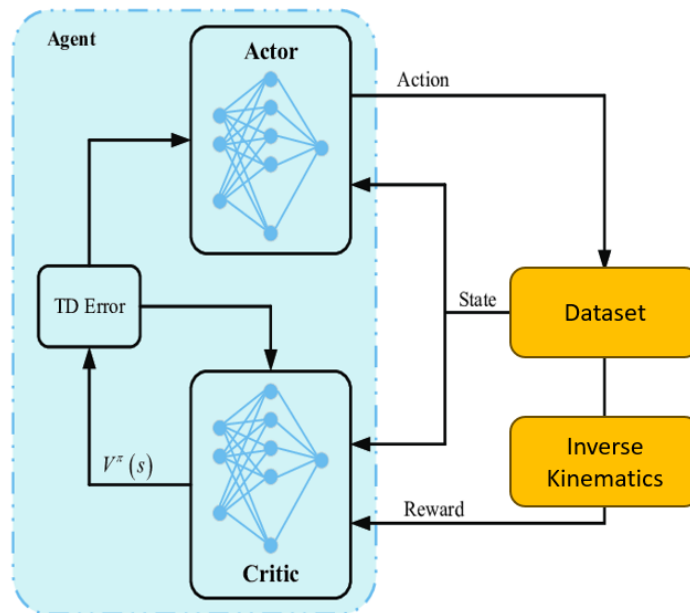 Agent
Actor
Action
TD Error
State
Dataset
Inverse
Kinematics
V^π (s)
Reward
Critic